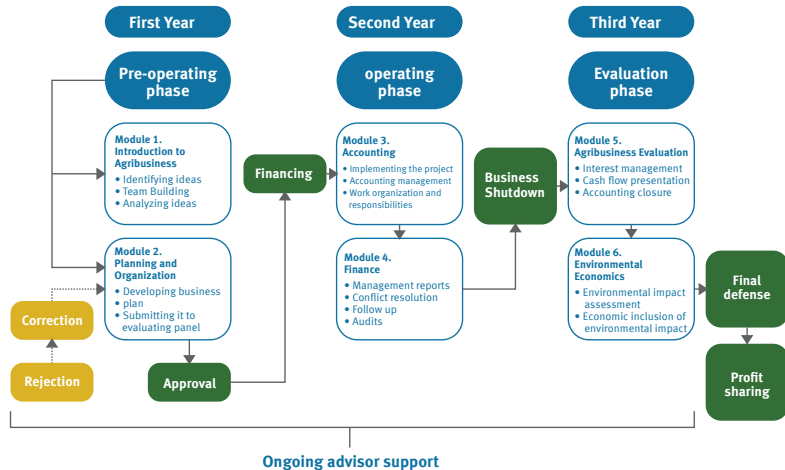 First Year
Second Year
Third Year
Pre-operating
phase
operating
phase
Evaluation
phase
Module 1.
Introduction to
Agribusiness
• Identifying ideas
• Team Building
• Analyzing ideas
Module 2.
Planning and
Organization
• Developing business
• plan
• Submitting it to
evaluating panel
Correction
Rejection
Approval
Financing
Module 3.
Accounting
• Implementing the project
• Accounting management
• Work organization and
responsibilities
Module 4.
Finance
• Management reports
• Conflict resolution
• Follow up
• Audits
Business
Shutdown
Module 5.
Agribusiness Evaluation
• Interest management
• Cash flow presentation
• Accounting closure
Module 6.
Environmental
Economics
• Environmental impact
assessment
• Economic inclusion of
environmental impact
Final
defense
Profit
sharing
Ongoing advisor support